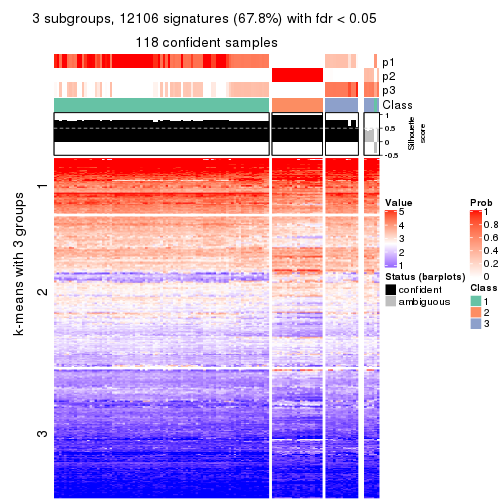 3 subgroups, 12106 signatures (67.8%) with fdr < 0.05
118 confident samples
p1
p2
p3
Class
1
0.5
0
-0.5
Silhouette
score
k-means with 3 groups
1
2
3
Value
5
4
3
2
1
Status (barplots)
confident
ambiguous
Prob
1
0.8
0.6
0.4
0.2
0
Class
1
2
3